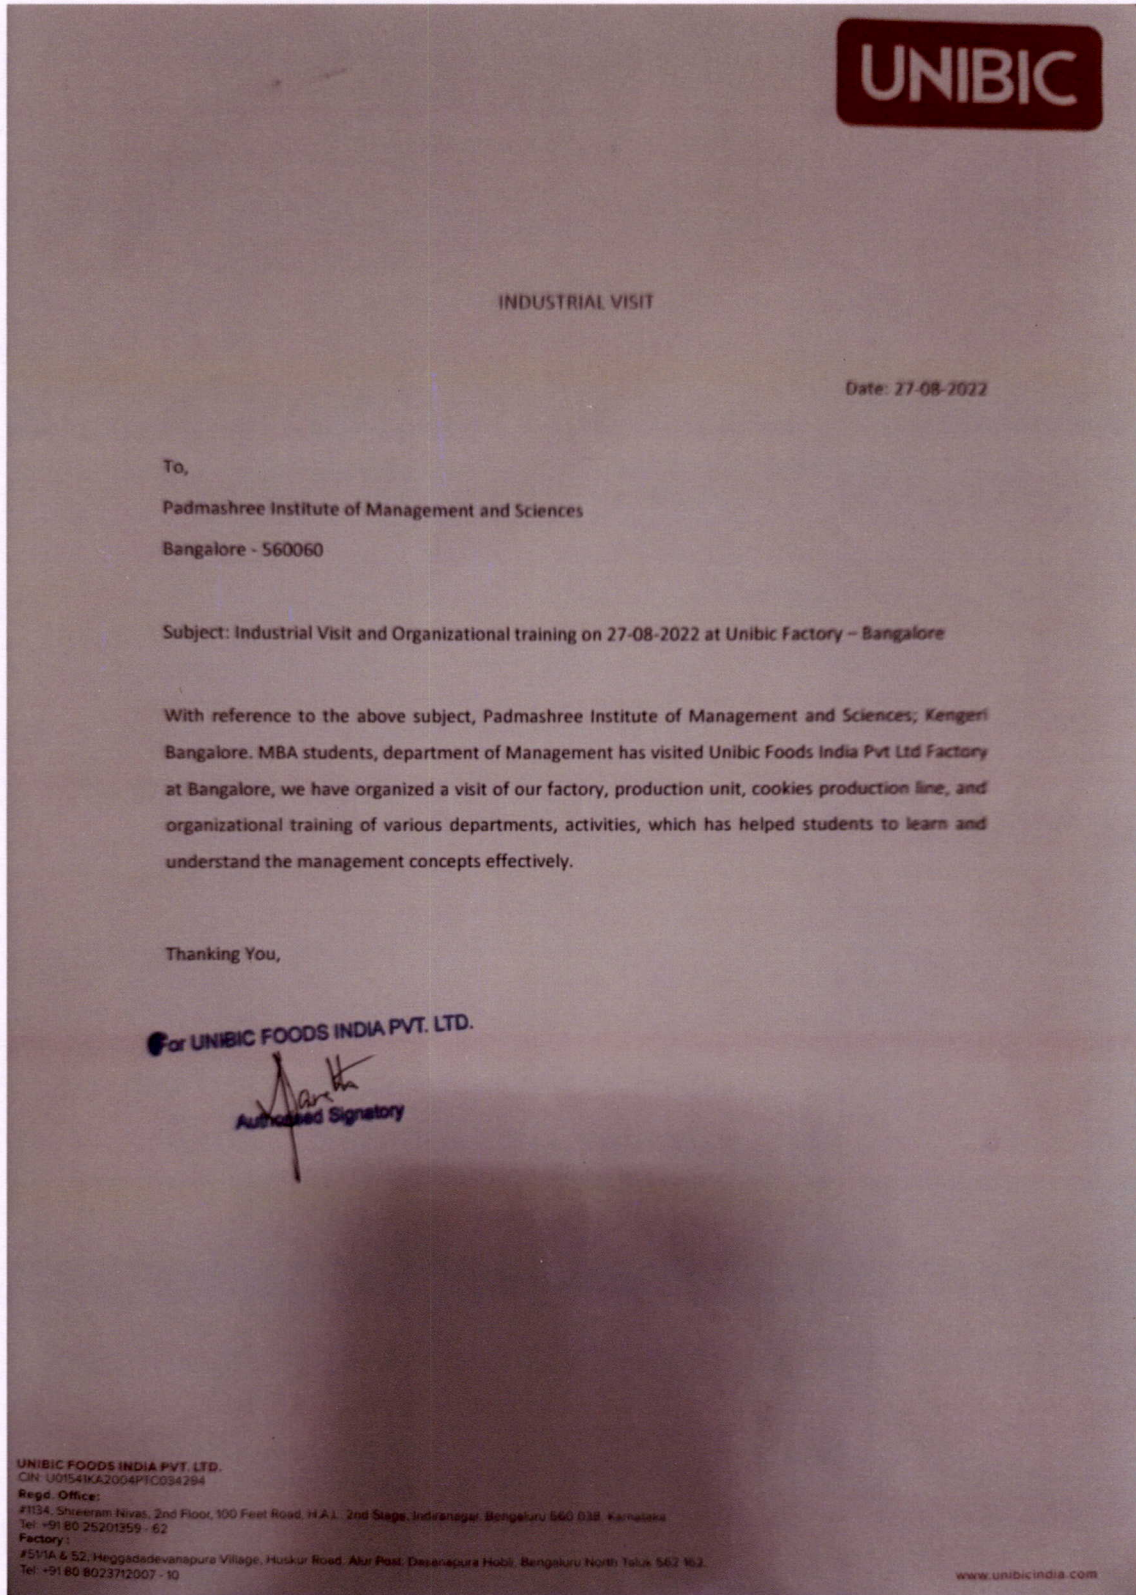 UNIBIC
INDUSTRIAL VISIT
Date: 27-08-2022
To,
Padmashree Institute of Management and Sciences
Bangalore - 560060
Subject: Industrial Visit and Organizational training on 27-08-2022 at Unibic Factory – Bangalore
With reference to the above subject, Padmashree Institute of Management and Sciences; Kengeri
Bangalore. MBA students, department of Management has visited Unibic Foods India Pvt Ltd Factory
at Bangalore, we have organized a visit of our factory, production unit, cookies production line, and
organizational training of various departments, activities, which has helped students to learn and
understand the management concepts effectively.
Thanking You,
For UNIBIC FOODS INDIA PVT. LTD.
Authorised Signatory
UNIBIC FOODS INDIA PVT. LTD.
CIN: U01541KA2004PTC034294
Regd. Office:
#1134, Shreeram Nivas, 2nd Floor, 100 Feet Road, H.A.L. 2nd Stage, Indiranagar, Bengaluru 560 038. Karnataka
Tel: +91 80 25201359 - 62
Factory :
#51/1A & 52, Heggadadevanapura Village, Huskur Road, Alur Post, Dasanapura Hobli, Bengaluru North Taluk 562 162.
Tel: +91 80 8023712007 - 10
www.unibicindia.com